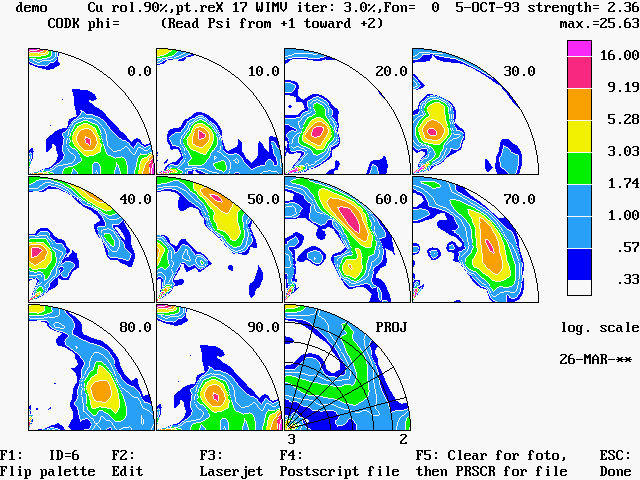 demo Cu rol.90%,pt.reX 17 WIMV iter: 3.0%,Fon= 0 5-OCT-93 strength= 2.36
CODK phi= (Read Psi from +1 toward +2) max.=25.63
0.0 10.0 20.0 30.0
16.00
9.19
5.28
3.03
1.74
1.00
.57
.33
40.0 50.0 60.0 70.0
80.0 90.0 PROJ
log. scale
26-MAR-**
3 2
F1: ID=6 F2: F3: F4: F5: Clear for foto, ESC:
Flip palette Edit Laserjet Postscript file then PRSCR for file Done